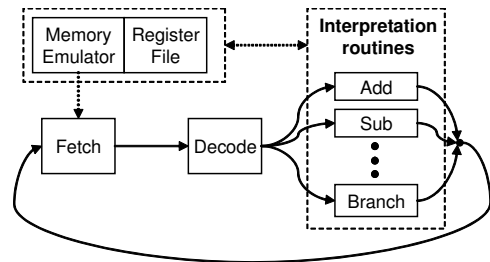 Memory
Emulator
Register
File
Interpretation
routines
Add
Sub
Branch
Fetch
Decode